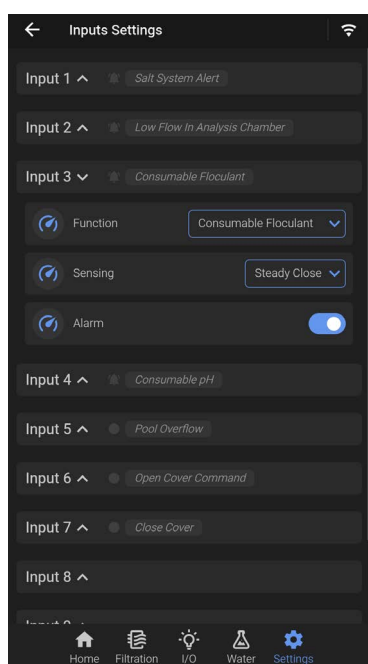 Inputs Settings
Input 1 Salt System Alert
Input 2 Low Flow In Analysis Chamber
Input 3 Consumable Floculant
Function Consumable Floculant
Sensing Steady Close
Alarm
Input 4 Consumable pH
Input 5 Pool Overflow
Input 6 Open Cover Command
Input 7 Close Cover
Input 8
Home Filtration I/O Water Settings